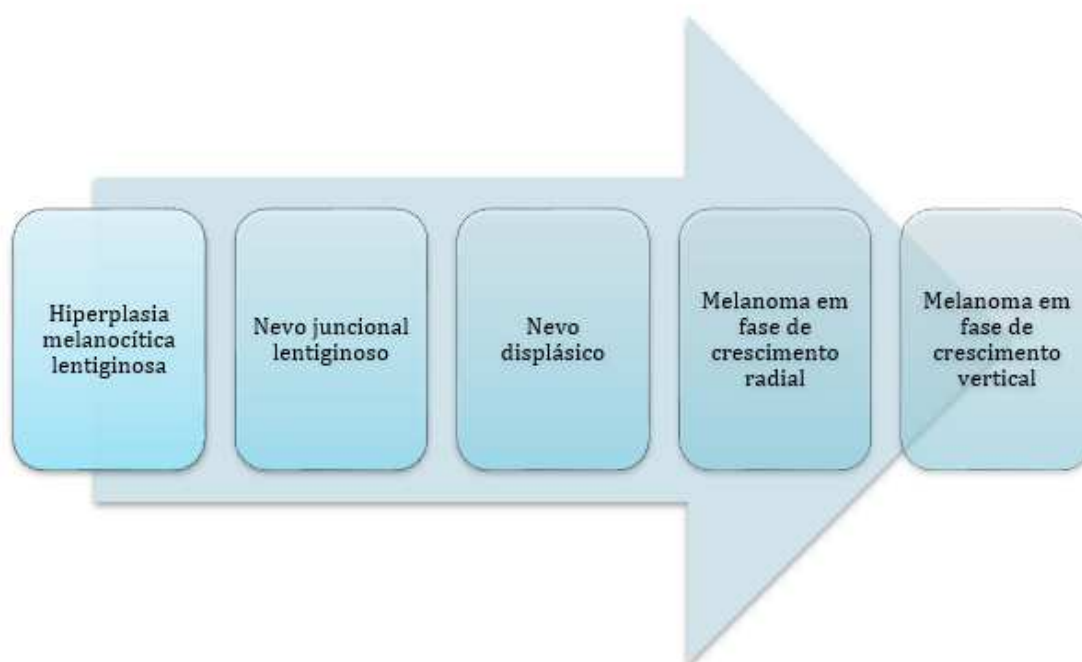 Hiperplasia
melanocítica
lentiginosa
Nevo juncional
lentiginoso
Nevo
displásico
Melanoma em
fase de
crescimento
radial
Melanoma em
fase de
crescimento
vertical